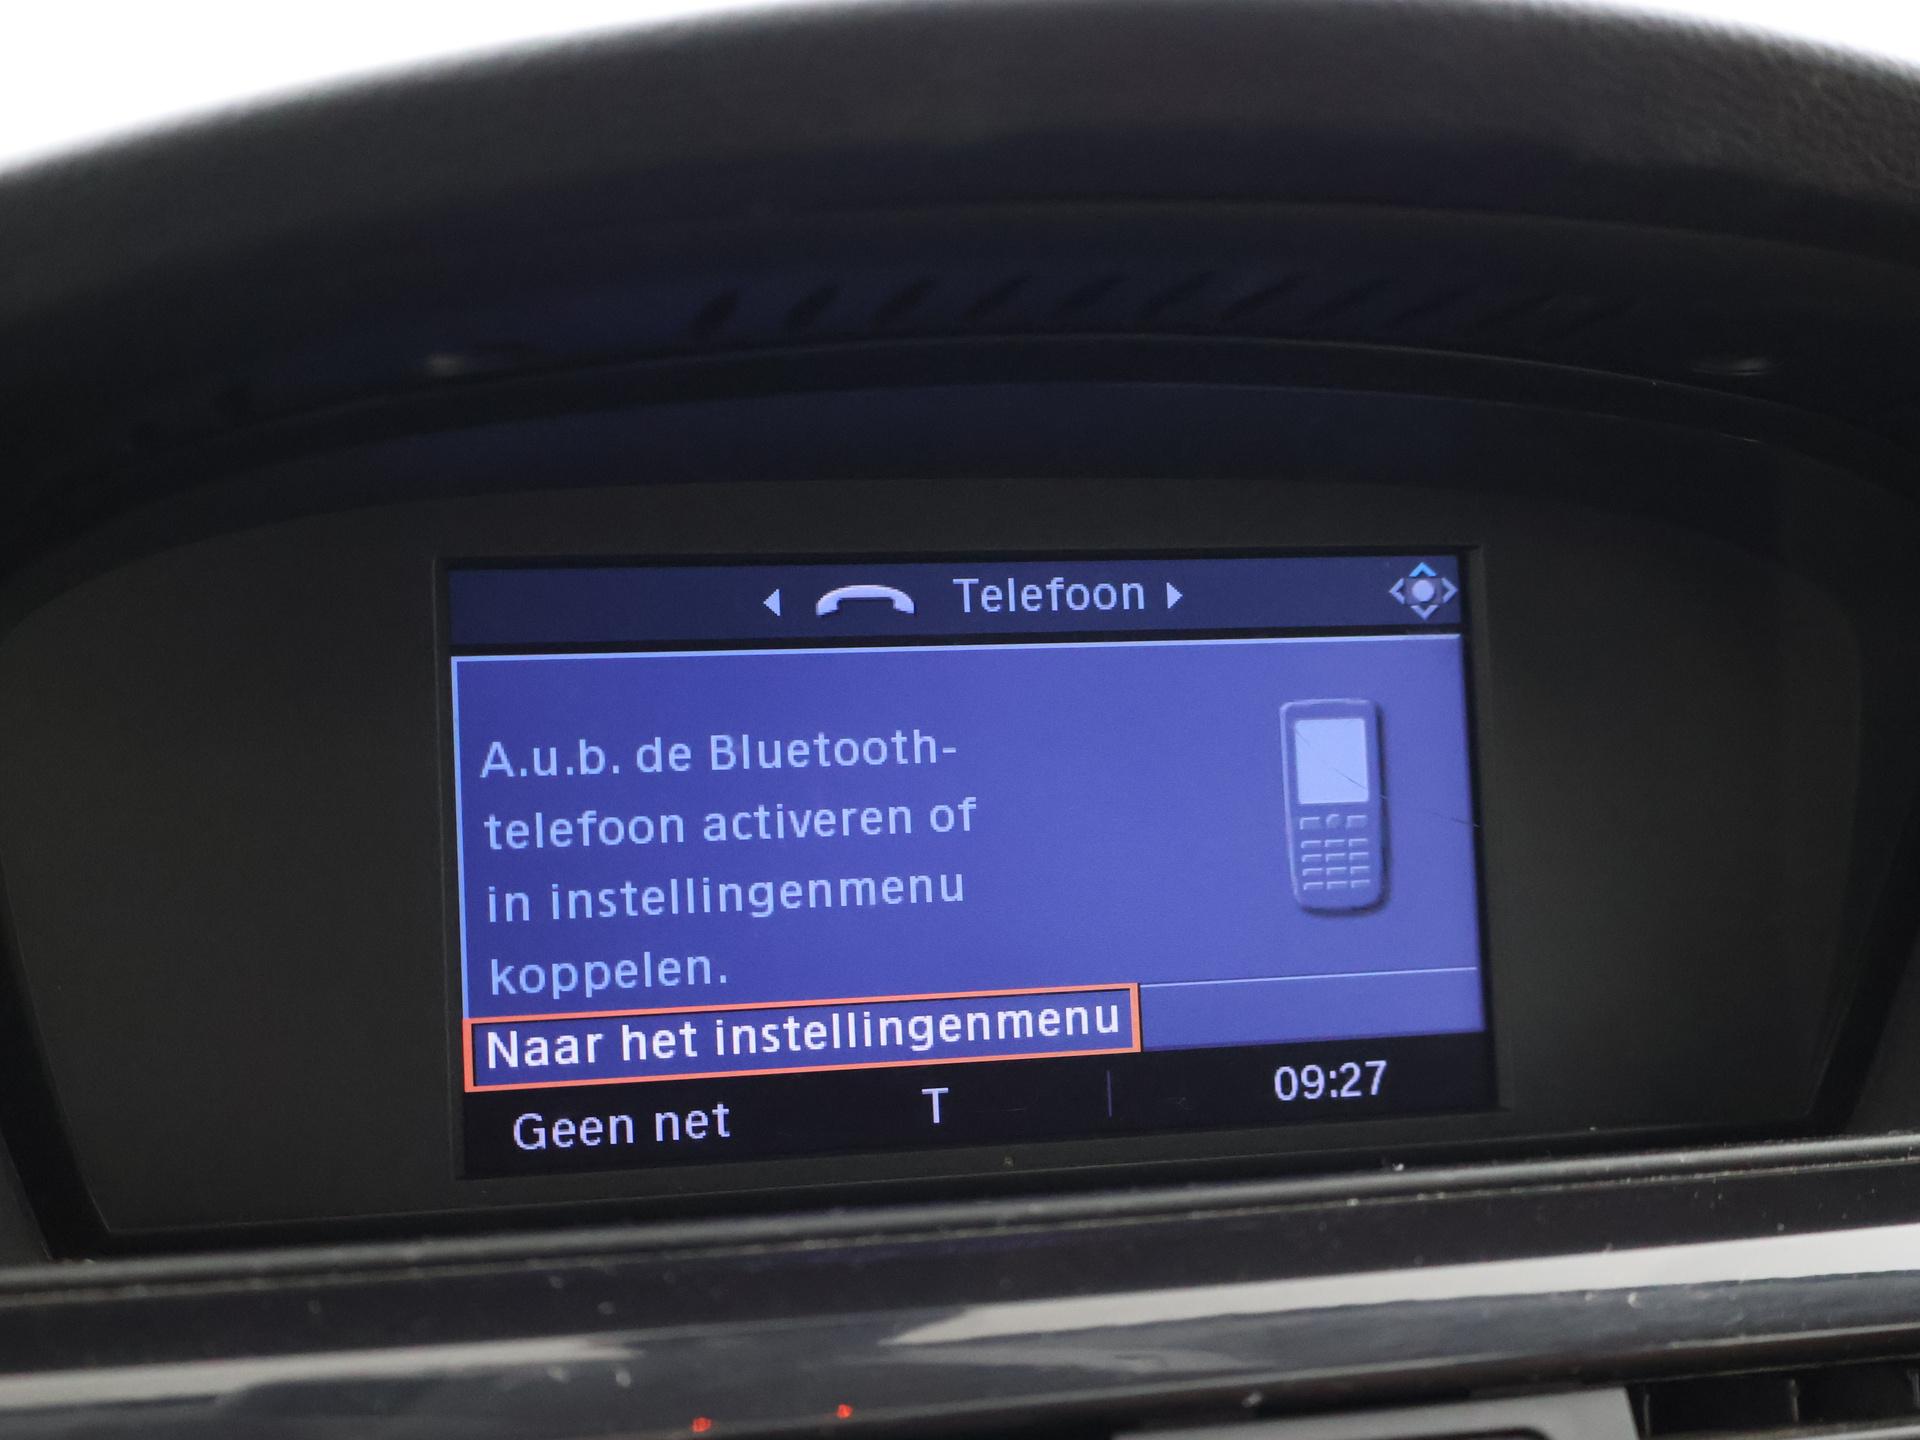 Telefoon
A.u.b. de Bluetooth-
telefoon activeren of
in instellingenmenu
koppelen.
Naar het instellingenmenu
Geen net T 09:27